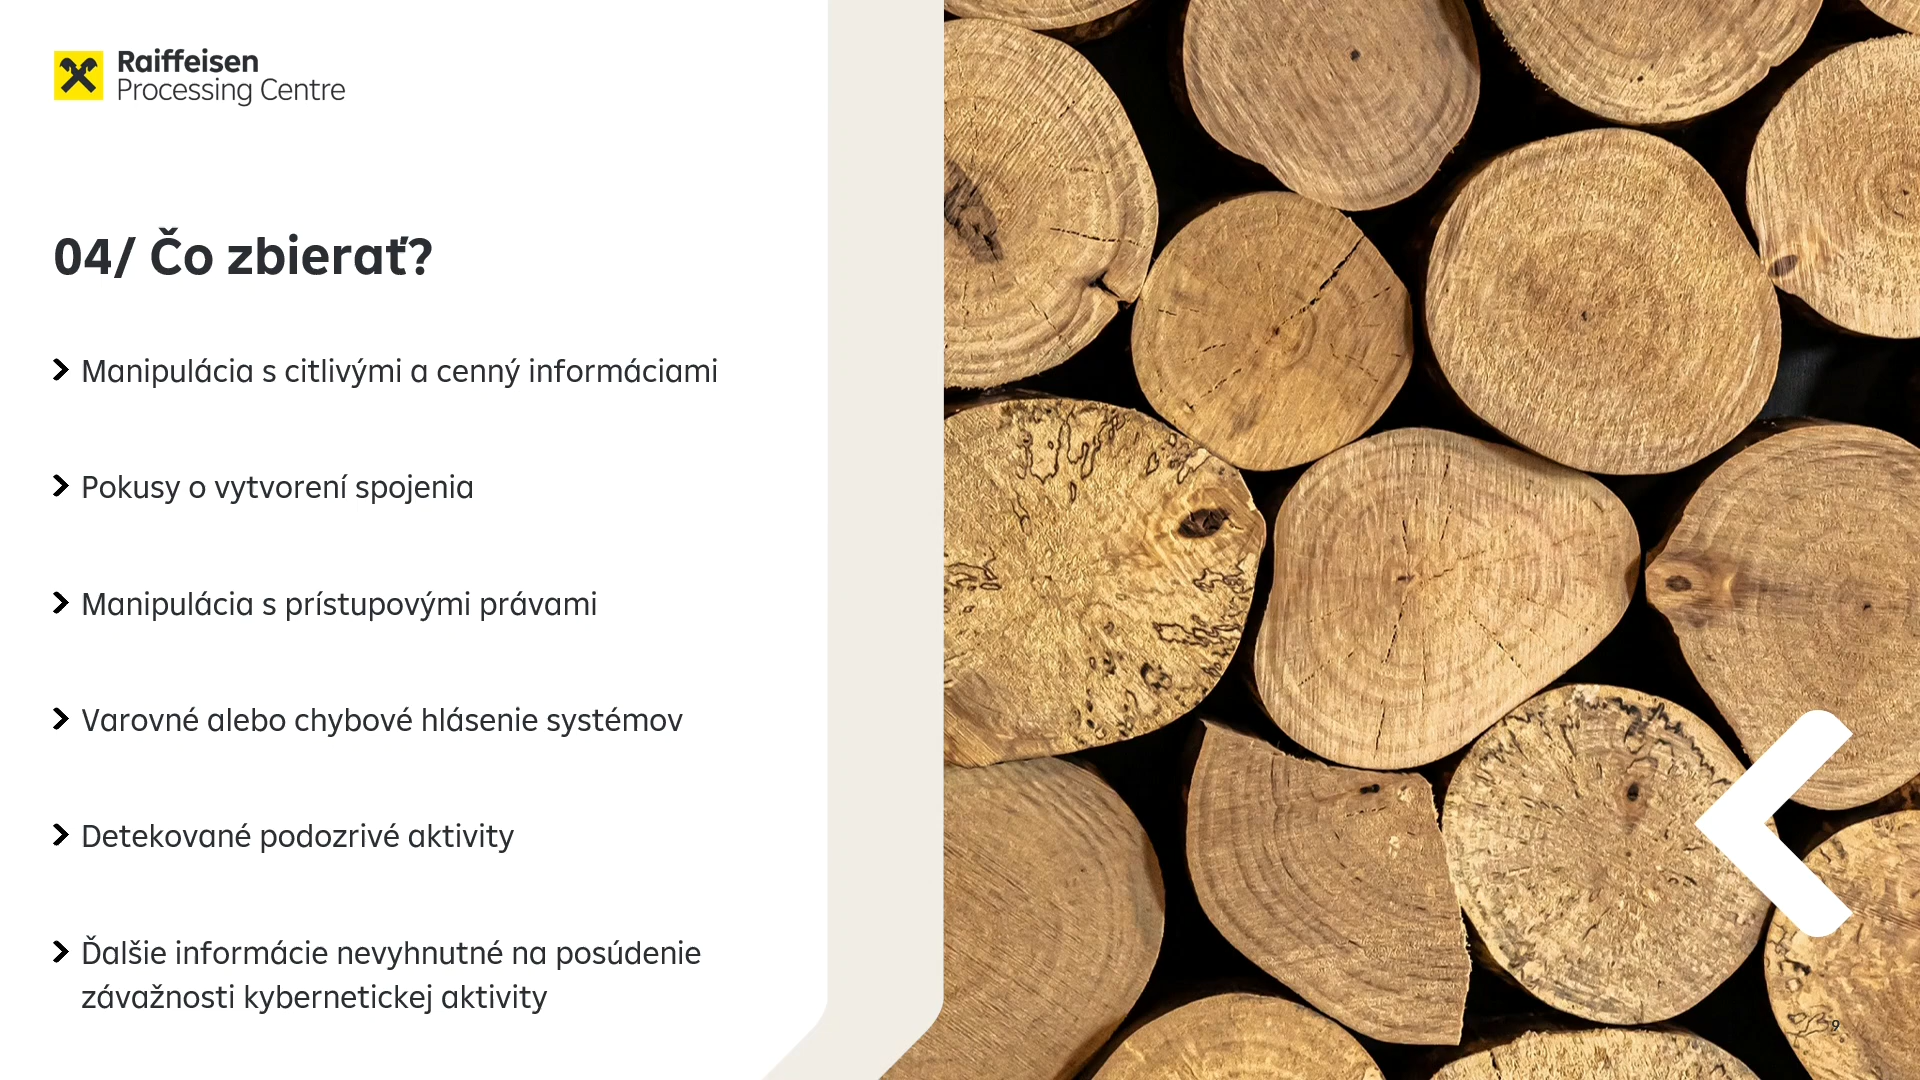 Raiffeisen
Processing Centre
04/ Čo zbierať?
Manipulácia s citlivými a cenný informáciami
Pokusy o vytvorení spojenia
Manipulácia s prístupovými právami
Varovné alebo chybové hlásenie systémov
Detekované podozrivé aktivity
Ďalšie informácie nevyhnutné na posúdenie
závažnosti kybernetickej aktivity
9